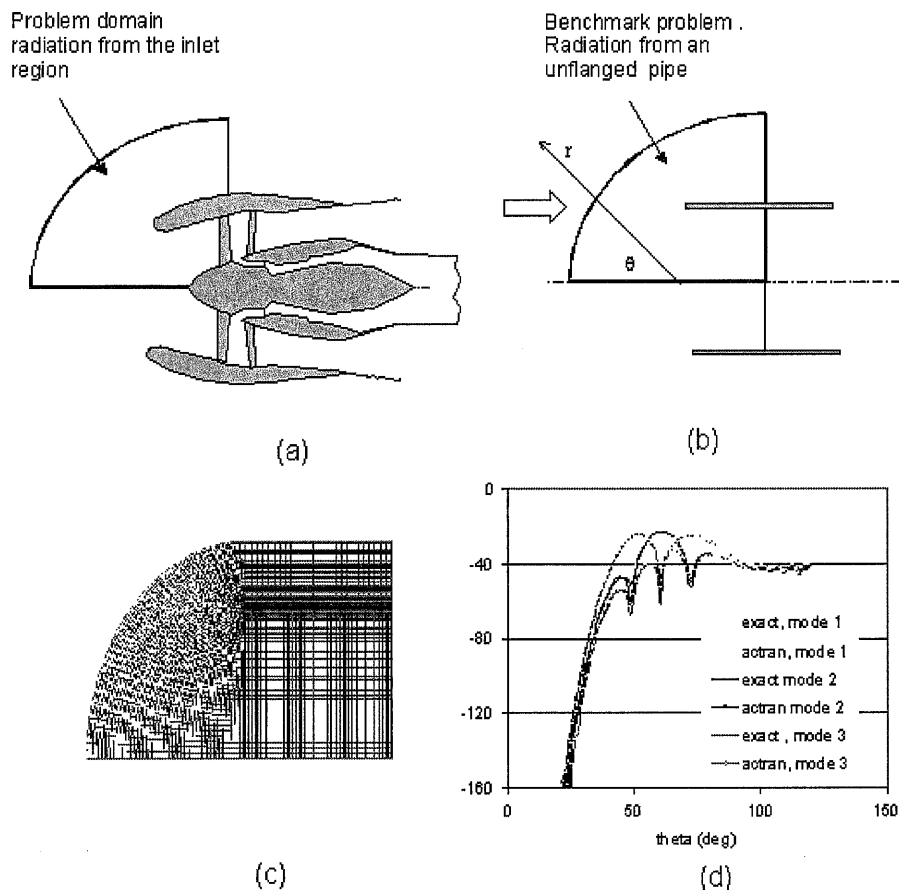 Problem domain
radiation from the inlet
region
Benchmark problem .
Radiation from an
unflanged pipe
r
θ
(a)
(b)
0
-40
-80
-120
-160
0
50
100
150
exact, mode 1
actran, mode 1
exact mode 2
actran mode 2
exact , mode 3
actran, mode 3
theta (deg)
(c)
(d)